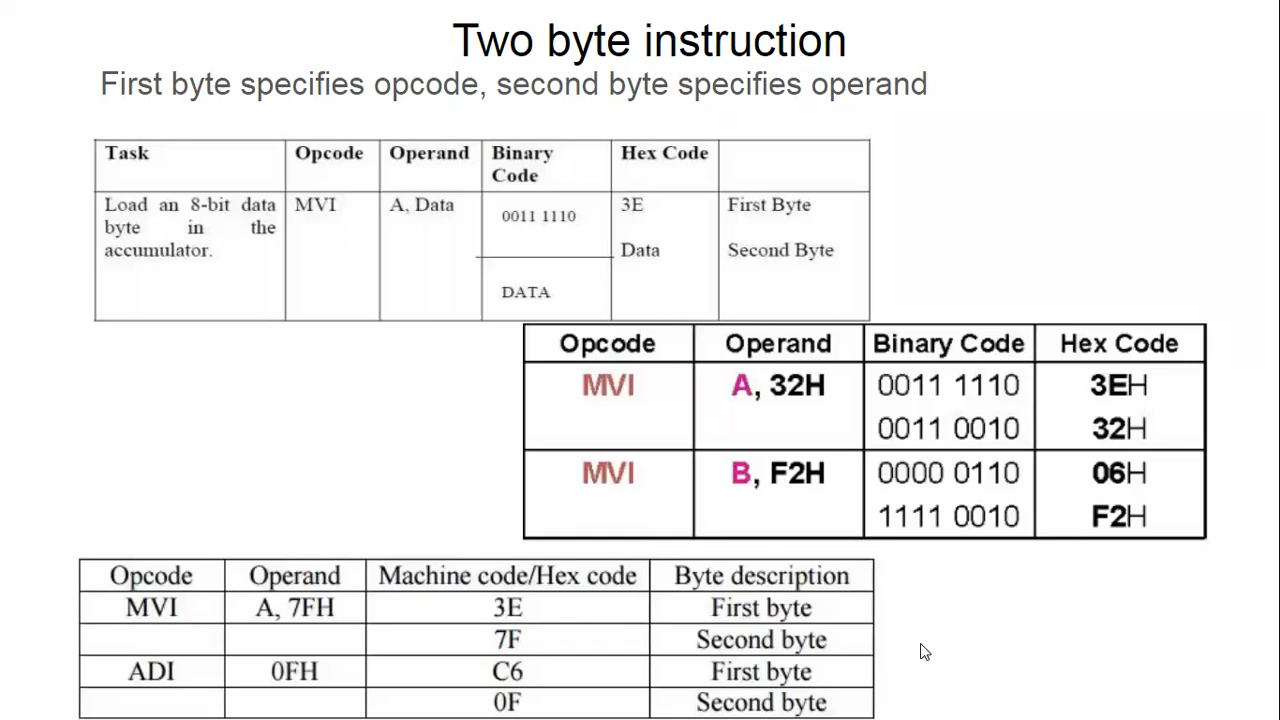 Two byte instruction
First byte specifies opcode, second byte specifies operand
Task Opcode Operand Binary Code Hex Code
Load an 8-bit data MVI A, Data 0011 1110 3E First Byte
byte in the
accumulator. Data Second Byte
DATA
Opcode Operand Binary Code Hex Code
MVI A, 32H 0011 1110 3EH
0011 0010 32H
MVI B, F2H 0000 0110 06H
1111 0010 F2H
Opcode Operand Machine code/Hex code Byte description
MVI A, 7FH 3E First byte
7F Second byte
ADI 0FH C6 First byte
0F Second byte